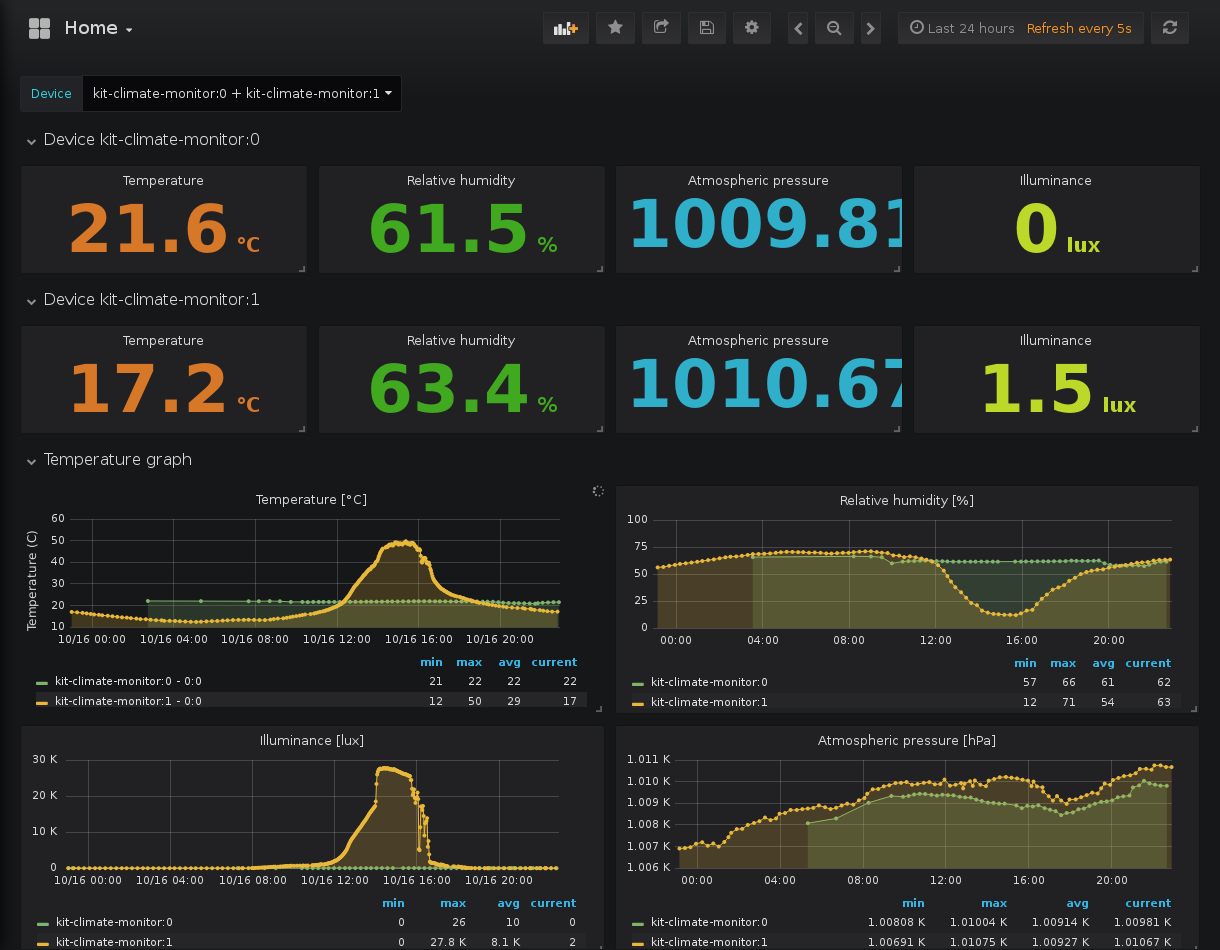 Home
Last 24 hours Refresh every 5s
Device kit-climate-monitor:0 + kit-climate-monitor:1
Device kit-climate-monitor:0
Temperature Relative humidity Atmospheric pressure Illuminance
21.6 °C 61.5 % 1009.81 0 lux
Device kit-climate-monitor:1
Temperature Relative humidity Atmospheric pressure Illuminance
17.2 °C 63.4 % 1010.67 1.5 lux
Temperature graph
Temperature [°C]
Temperature (C)
60
50
40
30
20
10
10/16 00:00 10/16 04:00 10/16 08:00 10/16 12:00 10/16 16:00 10/16 20:00
min max avg current
kit-climate-monitor:0 - 0:0 21 22 22 22
kit-climate-monitor:1 - 0:0 12 50 29 17
Relative humidity [%]
100
75
50
25
0
00:00 04:00 08:00 12:00 16:00 20:00
min max avg current
kit-climate-monitor:0 57 66 61 62
kit-climate-monitor:1 12 71 54 63
Illuminance [lux]
30 K
20 K
10 K
0
10/16 00:00 10/16 04:00 10/16 08:00 10/16 12:00 10/16 16:00 10/16 20:00
min max avg current
kit-climate-monitor:0 0 26 10 0
kit-climate-monitor:1 0 27.8 K 8.1 K 2
Atmospheric pressure [hPa]
1.011 K
1.010 K
1.009 K
1.008 K
1.007 K
1.006 K
00:00 04:00 08:00 12:00 16:00 20:00
min max avg current
kit-climate-monitor:0 1.00808 K 1.01004 K 1.00914 K 1.00981 K
kit-climate-monitor:1 1.00691 K 1.01075 K 1.00927 K 1.01067 K